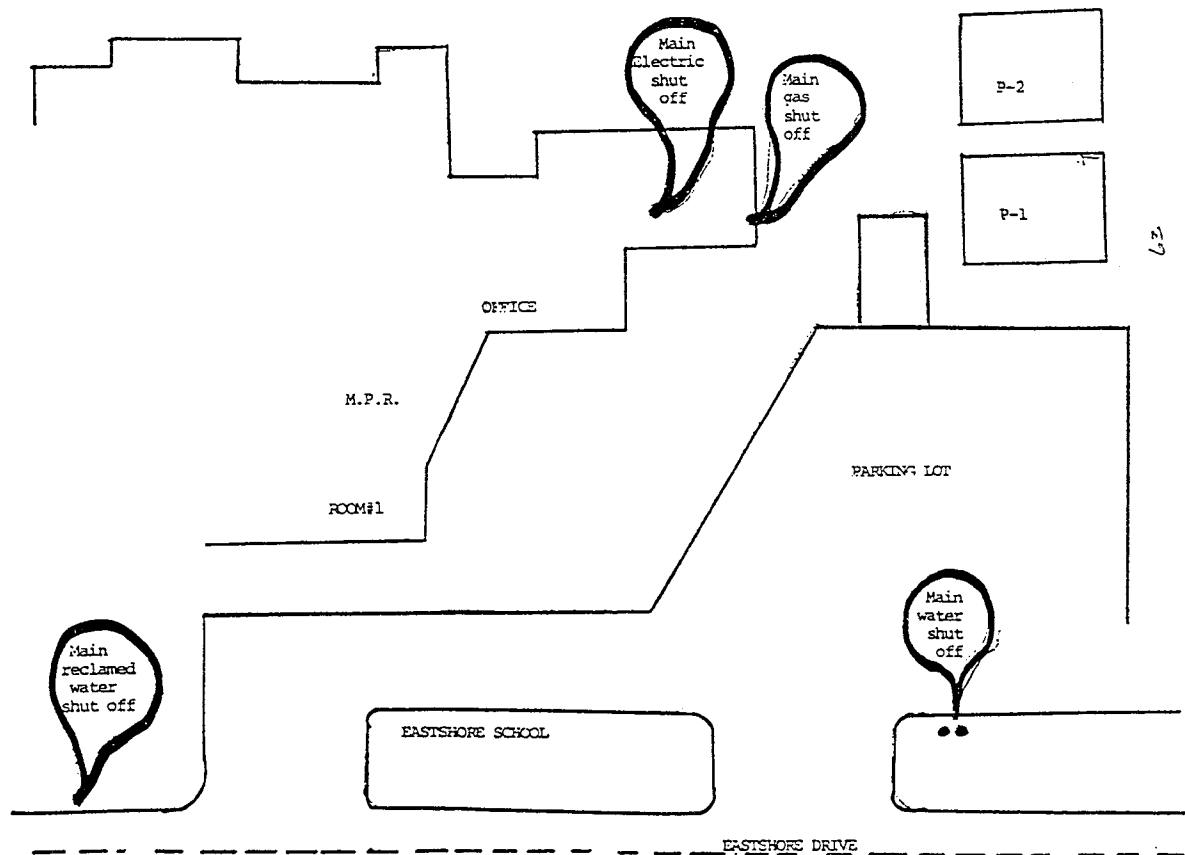 Main
Electric
shut
off
Main
gas
shut
off
P-2
P-1
OFFICE
M.P.R.
ROOM#1
PARKING LOT
Main
water
shut
off
Main
reclamed
water
shut off
EASTSHORE SCHOOL
EASTSHORE DRIVE